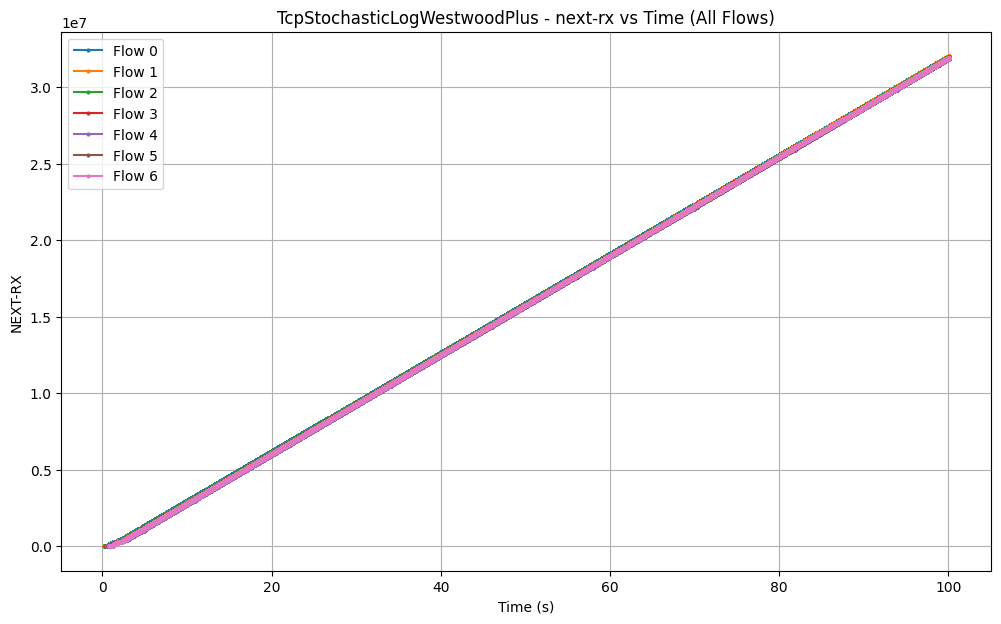 TcpStochasticLogWestwoodPlus - next-rx vs Time (All Flows)
1e7
Flow 0
Flow 1
Flow 2
Flow 3
Flow 4
Flow 5
Flow 6
3.0
2.5
2.0
1.5
1.0
0.5
0.0
NEXT-RX
0 20 40 60 80 100
Time (s)